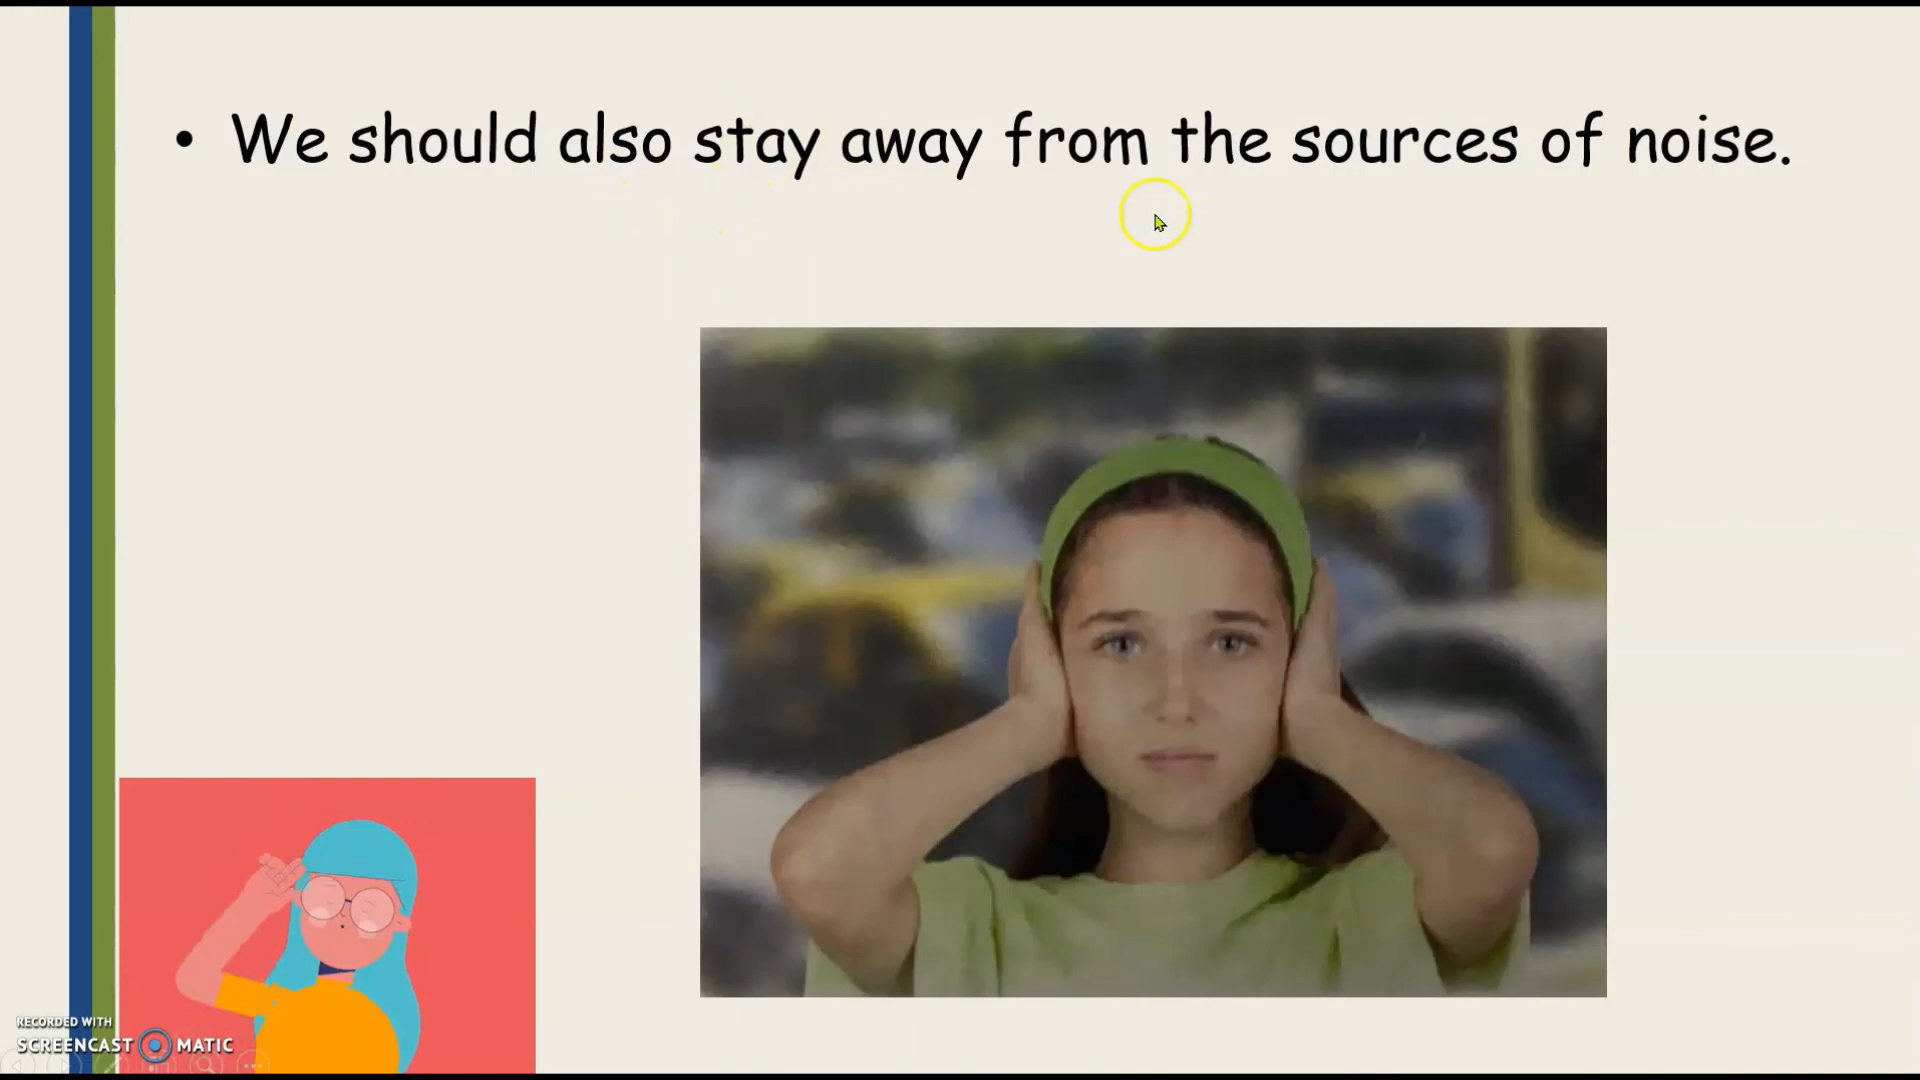 • We should also stay away from the sources of noise.
RECORDED WITH
SCREENCAST MATIC